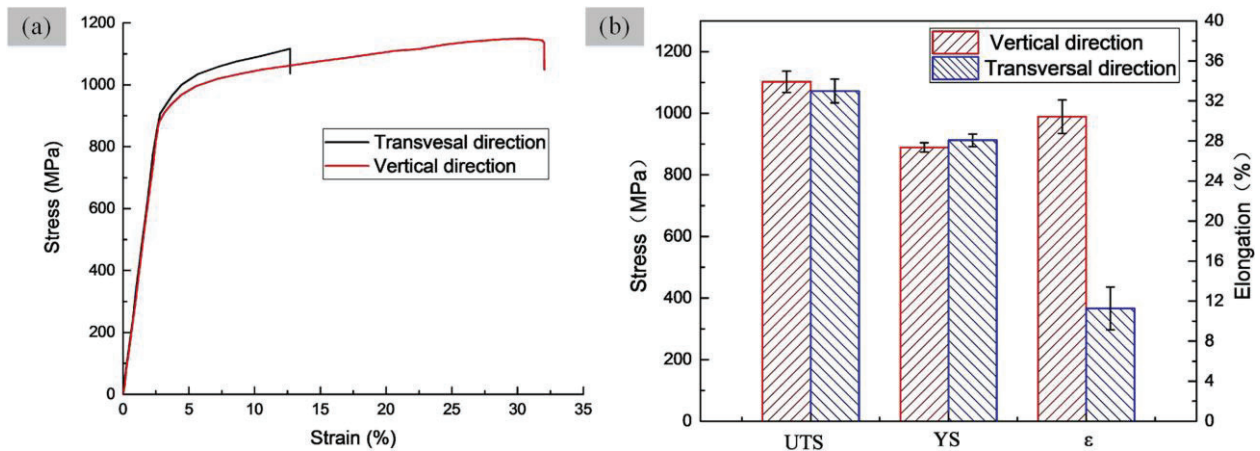 (a)
1200
1000
800
600
400
200
0
Stress (MPa)
Transvesal direction
Vertical direction
0 5 10 15 20 25 30 35
Strain (%)
(b)
1200
1000
800
600
400
200
0
Stress（MPa）
Vertical direction
Transversal direction
40
36
32
28
24
20
16
12
8
4
0
Elongation（%）
UTS YS ε